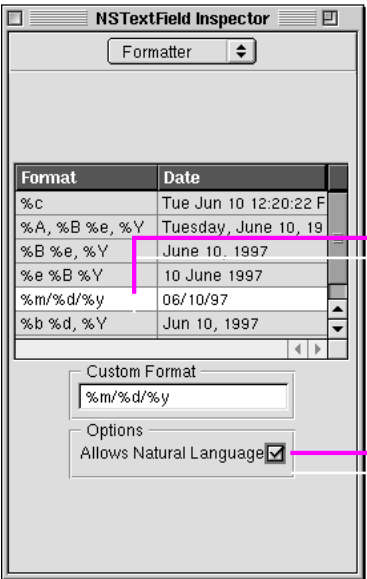 NSTextField Inspector
Formatter
Format Date
%c Tue Jun 10 12:20:22 F
%A, %B %e, %Y Tuesday, June 10, 19
%B %e, %Y June 10, 1997
%e %B %Y 10 June 1997
%m/%d/%y 06/10/97
%b %d, %Y Jun 10, 1997
Custom Format
%m/%d/%y
Options
Allows Natural Language